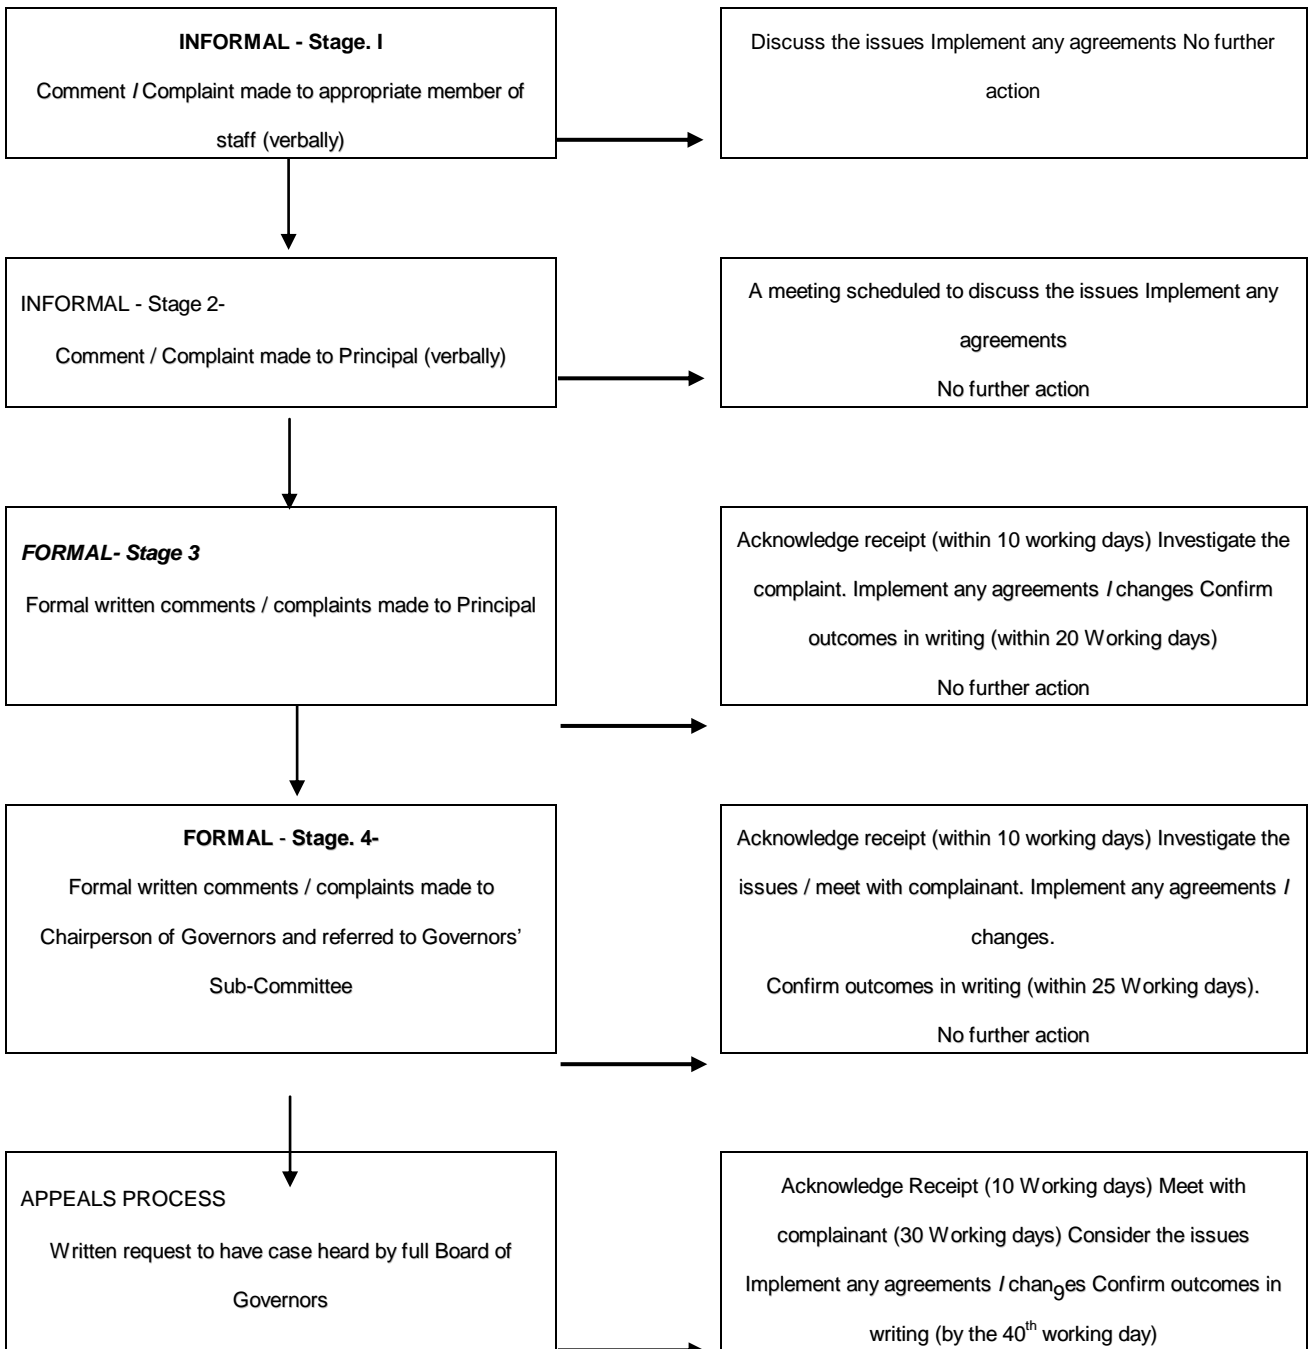 INFORMAL - Stage. I
Comment / Complaint made to appropriate member of
staff (verbally)
Discuss the issues Implement any agreements No further
action
INFORMAL - Stage 2-
Comment / Complaint made to Principal (verbally)
A meeting scheduled to discuss the issues Implement any
agreements
No further action
FORMAL- Stage 3
Formal written comments / complaints made to Principal
Acknowledge receipt (within 10 working days) Investigate the
complaint. Implement any agreements / changes Confirm
outcomes in writing (within 20 Working days)
No further action
FORMAL - Stage. 4-
Formal written comments / complaints made to
Chairperson of Governors and referred to Governors’
Sub-Committee
Acknowledge receipt (within 10 working days) Investigate the
issues / meet with complainant. Implement any agreements /
changes.
Confirm outcomes in writing (within 25 Working days).
No further action
APPEALS PROCESS
Written request to have case heard by full Board of
Governors
Acknowledge Receipt (10 Working days) Meet with
complainant (30 Working days) Consider the issues
Implement any agreements / changes Confirm outcomes in
writing (by the 40th working day)